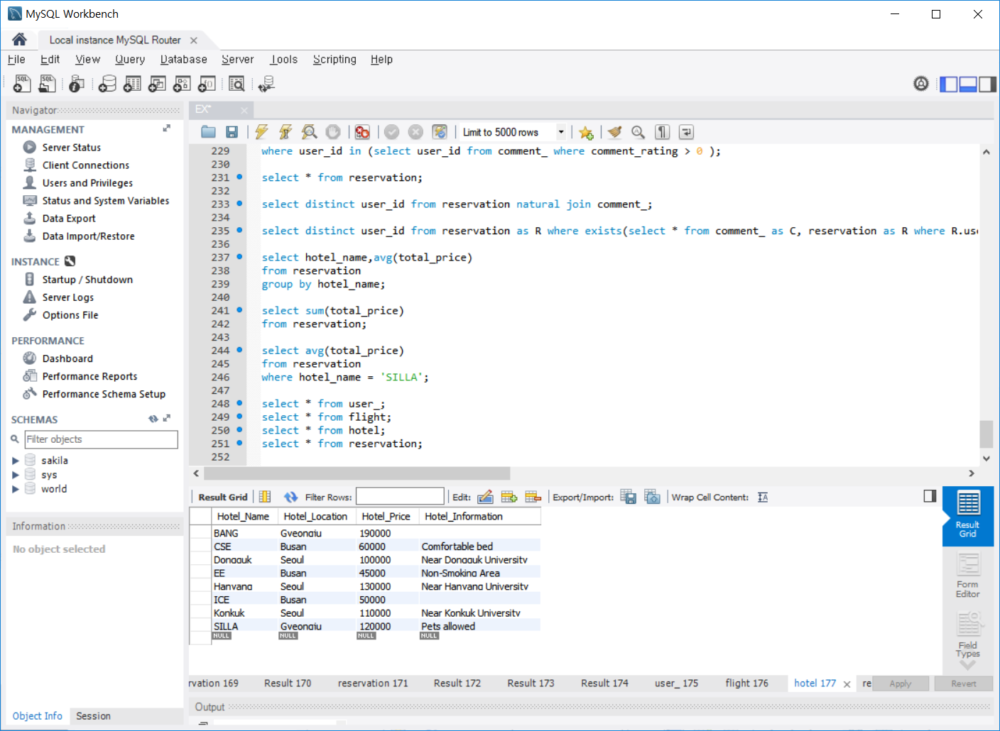 MySQL Workbench
Local instance MySQL Router
File Edit View Query Database Server Tools Scripting Help
Navigator
MANAGEMENT
Server Status
Client Connections
Users and Privileges
Status and System Variables
Data Export
Data Import/Restore
INSTANCE
Startup / Shutdown
Server Logs
Options File
PERFORMANCE
Dashboard
Performance Reports
Performance Schema Setup
SCHEMAS
Filter objects
sakila
sys
world
Information
No object selected
Object Info Session
EX*
Limit to 5000 rows
229 where user_id in (select user_id from comment_ where comment_rating > 0 );
230
231 select * from reservation;
232
233 select distinct user_id from reservation natural join comment_;
234
235 select distinct user_id from reservation as R where exists(select * from comment_ as C, reservation as R where R.use
236
237 select hotel_name,avg(total_price)
238 from reservation
239 group by hotel_name;
240
241 select sum(total_price)
242 from reservation;
243
244 select avg(total_price)
245 from reservation
246 where hotel_name = 'SILLA';
247
248 select * from user_;
249 select * from flight;
250 select * from hotel;
251 select * from reservation;
252
Result Grid Filter Rows: Edit: Export/Import: Wrap Cell Content:
Hotel_Name Hotel_Location Hotel_Price Hotel_Information
BANG Gyeongju 190000
CSE Busan 60000 Comfortable bed
Dongguk Seoul 100000 Near Dongguk University
EE Busan 45000 Non-Smoking Area
Hanyang Seoul 130000 Near Hanyang University
ICE Busan 50000
Konkuk Seoul 110000 Near Konkuk University
SILLA Gyeongju 120000 Pets allowed
NULL NULL NULL NULL
Result Grid
Form Editor
Field Types
rvation 169 Result 170 reservation 171 Result 172 Result 173 Result 174 user_ 175 flight 176 hotel 177 re Apply Revert
Output